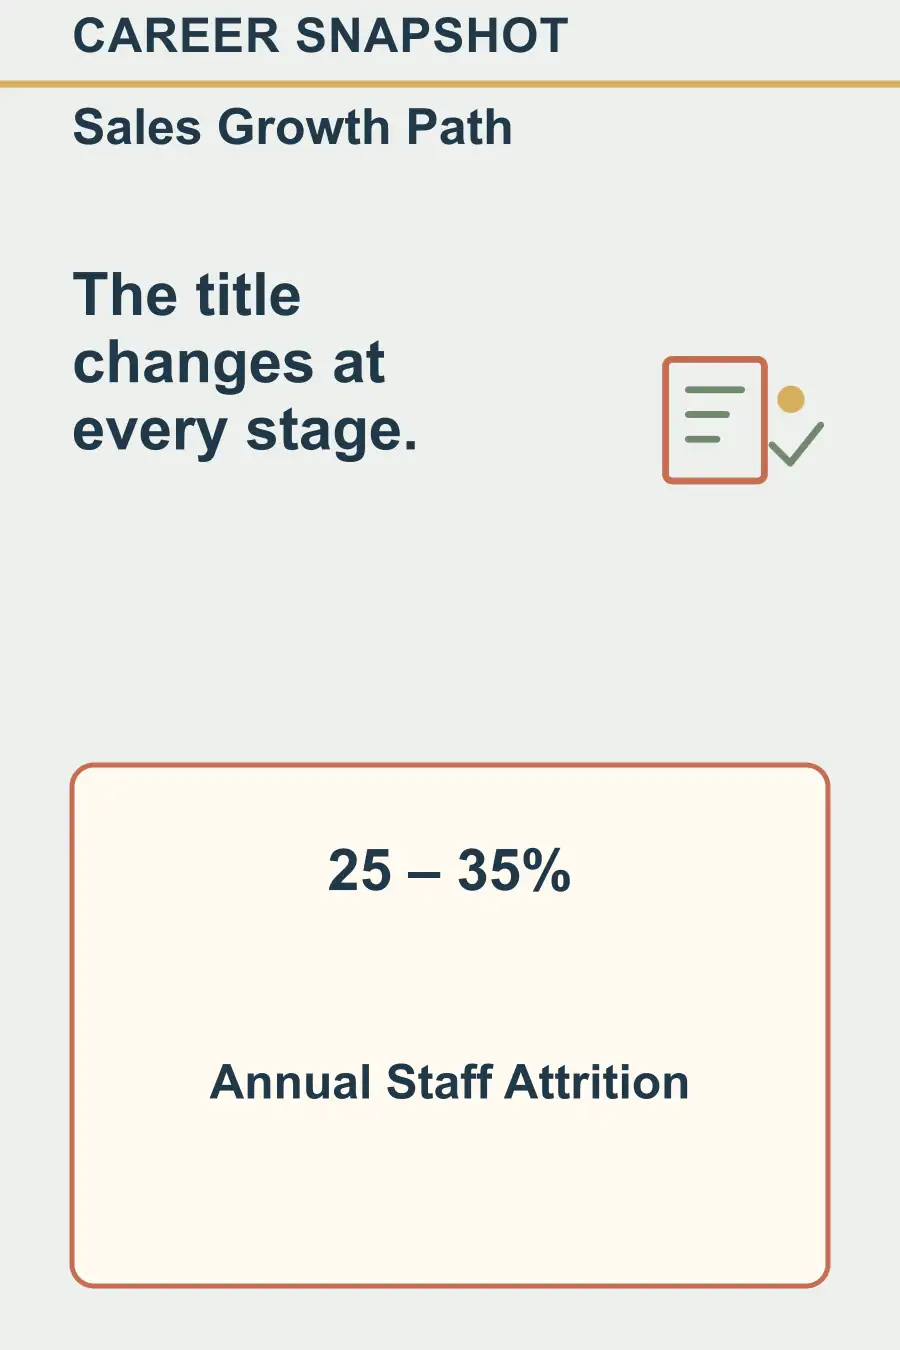 CAREER SNAPSHOT
Sales Growth Path
The title
changes at
every stage.
25 – 35%
Annual Staff Attrition